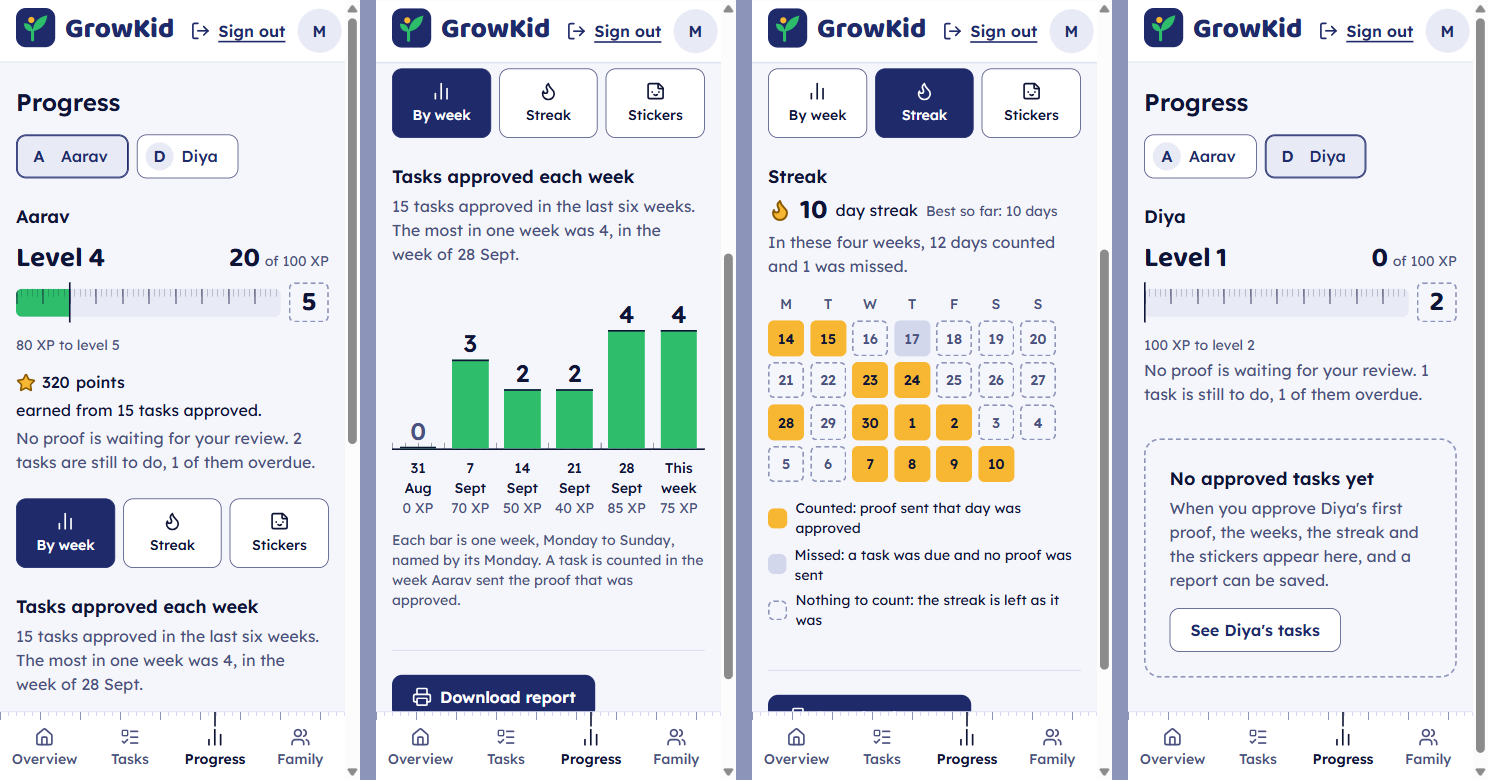 GrowKid
Sign out
M
Progress
A Aarav
D Diya
Aarav
Level 4
20 of 100 XP
5
80 XP to level 5
320 points
earned from 15 tasks approved.
No proof is waiting for your review. 2
tasks are still to do, 1 of them overdue.
By week
Streak
Stickers
Tasks approved each week
15 tasks approved in the last six weeks.
The most in one week was 4, in the
week of 28 Sept.
Overview
Tasks
Progress
Family
GrowKid
Sign out
M
By week
Streak
Stickers
Tasks approved each week
15 tasks approved in the last six weeks.
The most in one week was 4, in the
week of 28 Sept.
0 3 2 2 4 4
31 7 14 21 28 This
Aug Sept Sept Sept Sept week
0 XP 70 XP 50 XP 40 XP 85 XP 75 XP
Each bar is one week, Monday to Sunday,
named by its Monday. A task is counted in the
week Aarav sent the proof that was
approved.
Download report
Overview
Tasks
Progress
Family
GrowKid
Sign out
M
By week
Streak
Stickers
Streak
10 day streak Best so far: 10 days
In these four weeks, 12 days counted
and 1 was missed.
M T W T F S S
14 15 16 17 18 19 20
21 22 23 24 25 26 27
28 29 30 1 2 3 4
5 6 7 8 9 10
Counted: proof sent that day was
approved
Missed: a task was due and no proof was
sent
Nothing to count: the streak is left as it
was
Overview
Tasks
Progress
Family
GrowKid
Sign out
M
Progress
A Aarav
D Diya
Diya
Level 1
0 of 100 XP
2
100 XP to level 2
No proof is waiting for your review. 1
task is still to do, 1 of them overdue.
No approved tasks yet
When you approve Diya's first
proof, the weeks, the streak and
the stickers appear here, and a
report can be saved.
See Diya's tasks
Overview
Tasks
Progress
Family